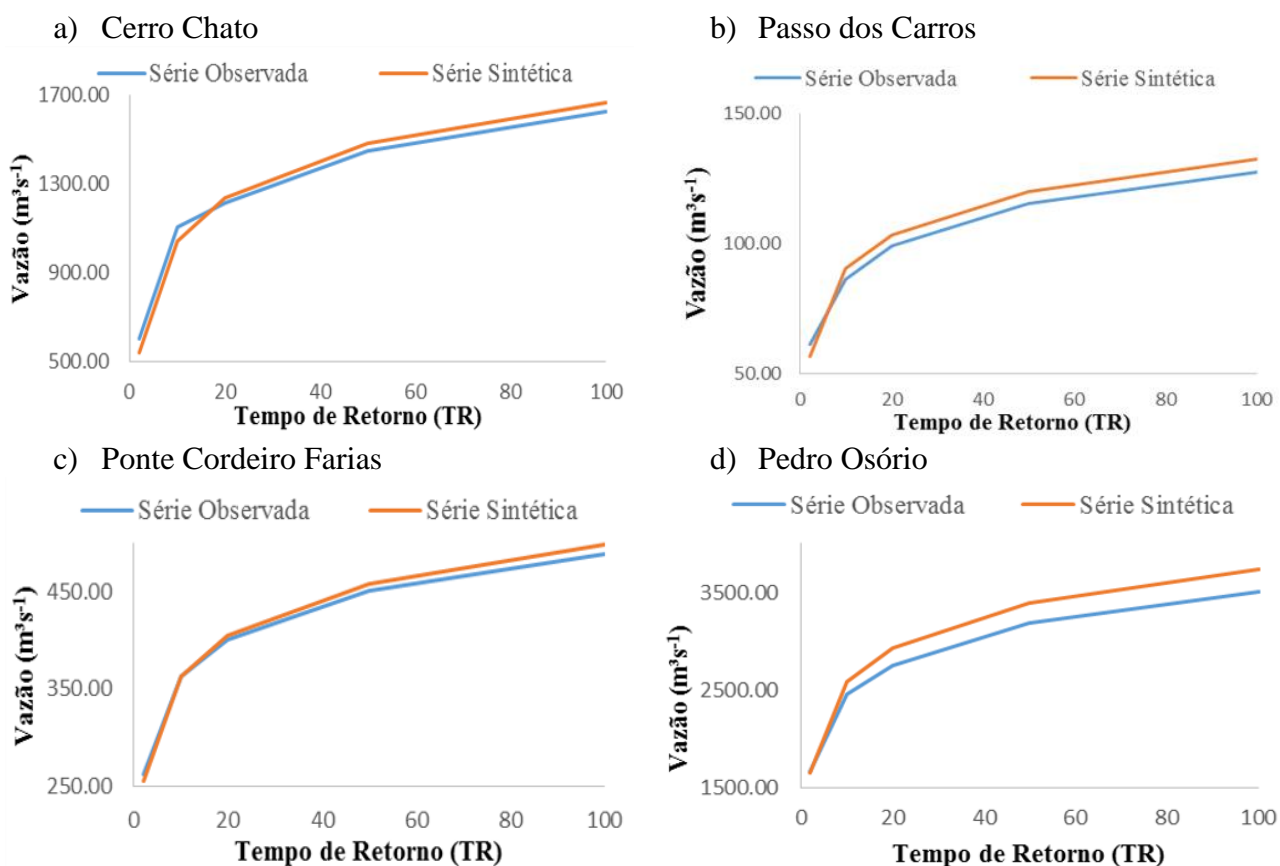 a) Cerro Chato
Série Observada Série Sintética
Vazão (m³s⁻¹)
1700.00
1300.00
900.00
500.00
0 20 40 60 80 100
Tempo de Retorno (TR)
b) Passo dos Carros
Série Observada Série Sintética
Vazão (m³s⁻¹)
150.00
100.00
50.00
0 20 40 60 80 100
Tempo de Retorno (TR)
c) Ponte Cordeiro Farias
Série Observada Série Sintética
Vazão (m³s⁻¹)
450.00
350.00
250.00
0 20 40 60 80 100
Tempo de Retorno (TR)
d) Pedro Osório
Série Observada Série Sintética
Vazão (m³s⁻¹)
3500.00
2500.00
1500.00
0 20 40 60 80 100
Tempo de Retorno (TR)